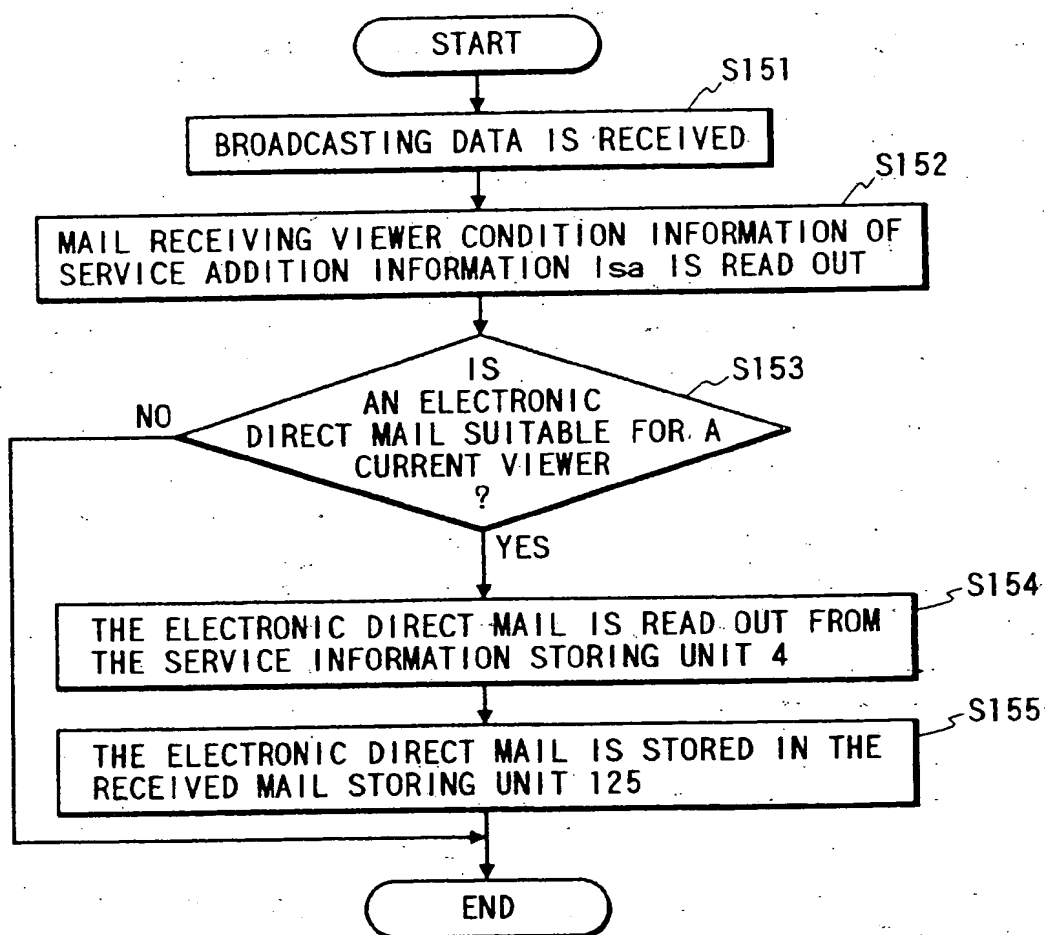 START
S151
BROADCASTING DATA IS RECEIVED
S152
MAIL RECEIVING VIEWER CONDITION INFORMATION OF
SERVICE ADDITION INFORMATION Isa IS READ OUT
S153
IS
AN ELECTRONIC
DIRECT MAIL SUITABLE FOR A
CURRENT VIEWER
?
NO
YES
S154
THE ELECTRONIC DIRECT MAIL IS READ OUT FROM
THE SERVICE INFORMATION STORING UNIT 4
S155
THE ELECTRONIC DIRECT MAIL IS STORED IN THE
RECEIVED MAIL STORING UNIT 125
END